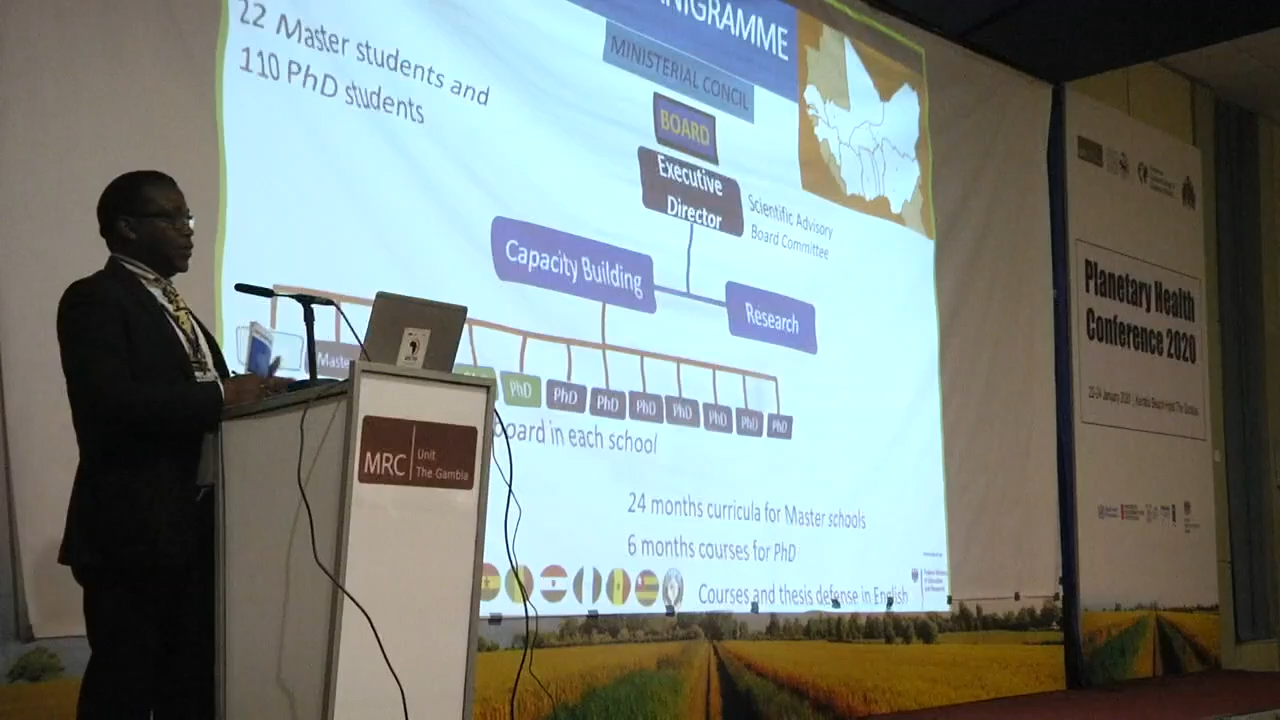 22 Master students and
110 PhD students
MINISTERIAL CONCIL
BOARD
Executive
Director
Scientific Advisory
Board Committee
Capacity Building
Research
Master
PhD
PhD
PhD
PhD
PhD
PhD
PhD
PhD
board in each school
24 months curricula for Master schools
6 months courses for PhD
Courses and thesis defense in English
MRC
Unit
The Gambia
Planetary Health
Conference 2020